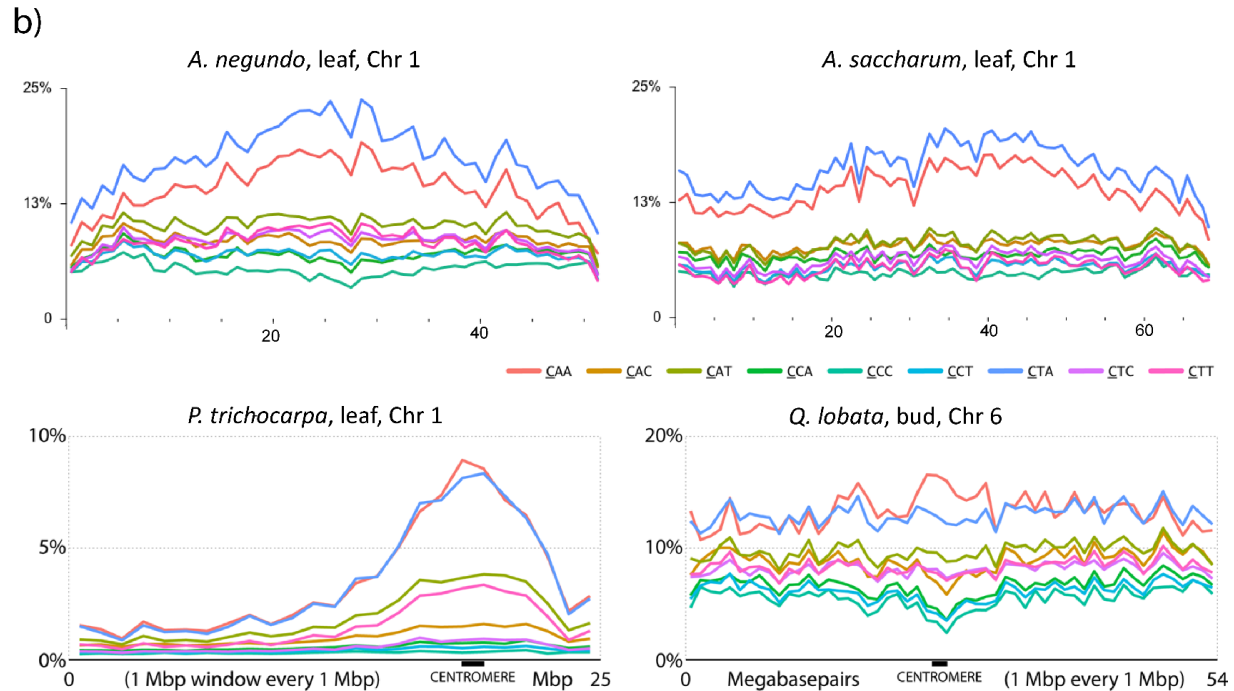 b)
A. negundo, leaf, Chr 1
A. saccharum, leaf, Chr 1
25%
13%
0
20
40
25%
13%
0
20
40
60
CAA CAC CAT CCA CCC CCT CTA CTC CTT
P. trichocarpa, leaf, Chr 1
Q. lobata, bud, Chr 6
10%
5%
0%
0 (1 Mbp window every 1 Mbp) CENTROMERE Mbp 25
20%
10%
0%
0 Megabasepairs CENTROMERE (1 Mbp every 1 Mbp) 54